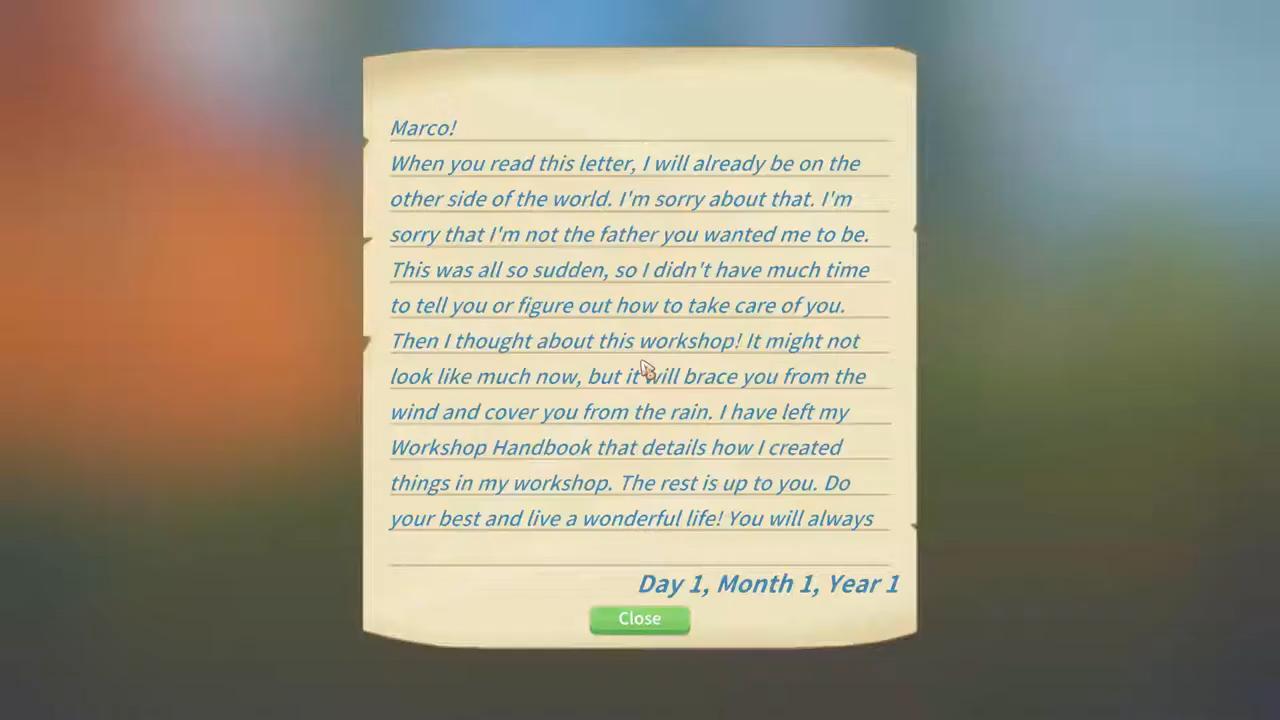 Marco!
When you read this letter, I will already be on the
other side of the world. I'm sorry about that. I'm
sorry that I'm not the father you wanted me to be.
This was all so sudden, so I didn't have much time
to tell you or figure out how to take care of you.
Then I thought about this workshop! It might not
look like much now, but it will brace you from the
wind and cover you from the rain. I have left my
Workshop Handbook that details how I created
things in my workshop. The rest is up to you. Do
your best and live a wonderful life! You will always
Day 1, Month 1, Year 1
Close